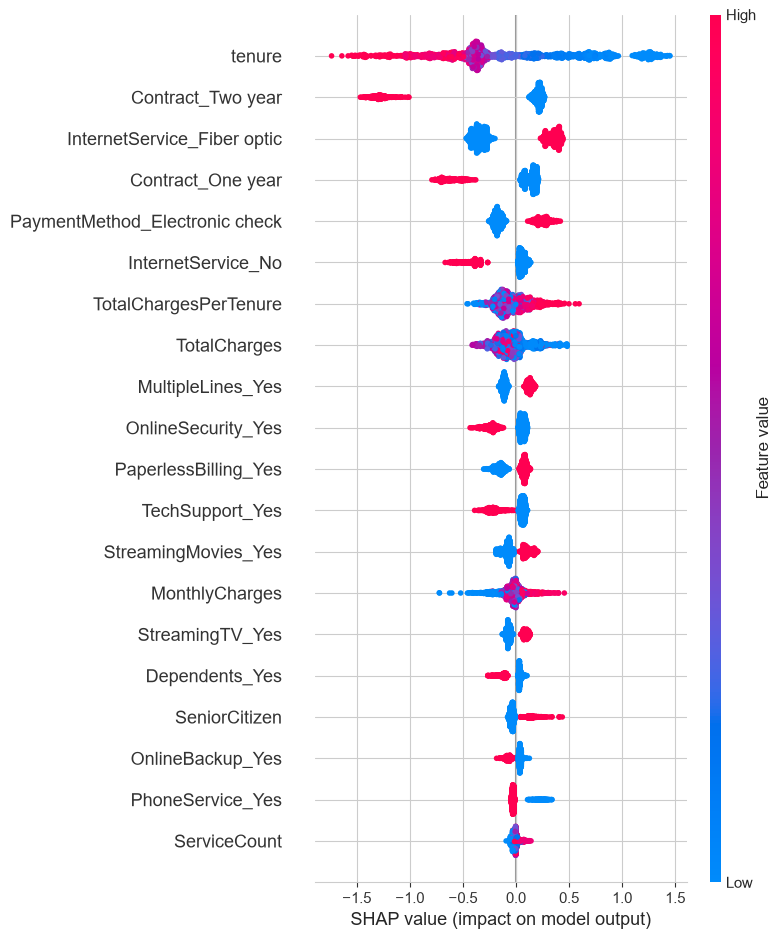 High
tenure
Contract_Two year
InternetService_Fiber optic
Contract_One year
PaymentMethod_Electronic check
InternetService_No
TotalChargesPerTenure
TotalCharges
MultipleLines_Yes
OnlineSecurity_Yes
PaperlessBilling_Yes
TechSupport_Yes
StreamingMovies_Yes
MonthlyCharges
StreamingTV_Yes
Dependents_Yes
SeniorCitizen
OnlineBackup_Yes
PhoneService_Yes
ServiceCount
Feature value
Low
−1.5 −1.0 −0.5 0.0 0.5 1.0 1.5
SHAP value (impact on model output)